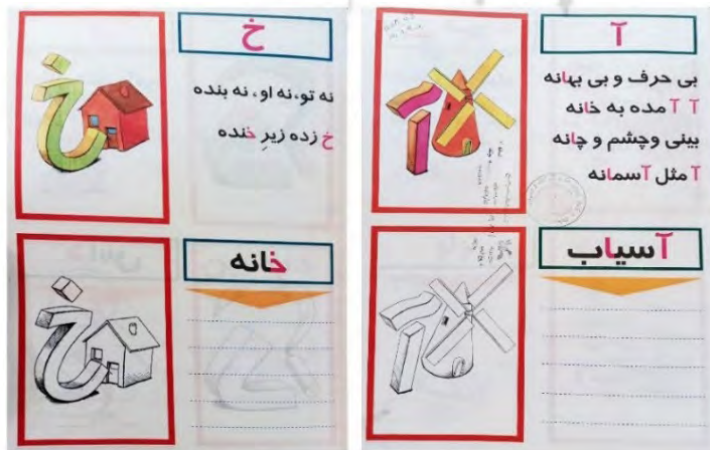 آ
بی حرف و بی بهانه
آ آ مده به خانه
بینی وچشم و چانه
آ مثل آسمانه
آسیاب
خ
نه تو، نه او، نه بنده
خ زده زیرِ خنده
خانه